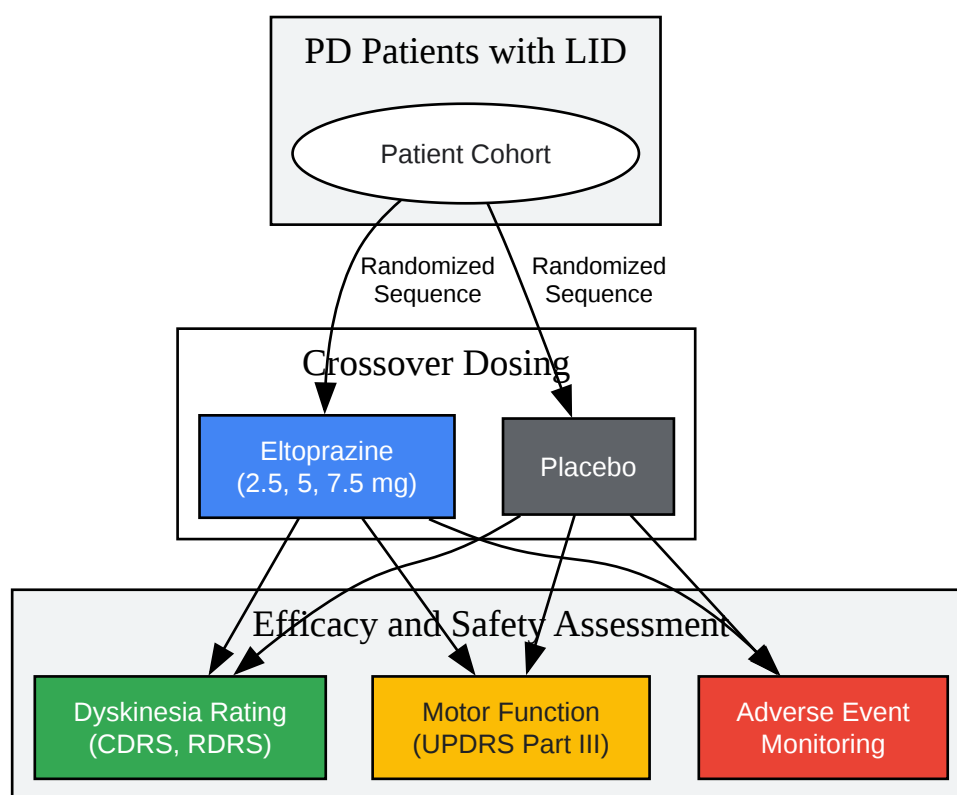 PD Patients with LID
Patient Cohort
Randomized
Sequence
Randomized
Sequence
Crossover Dosing
Eltoprazine
(2.5, 5, 7.5 mg)
Placebo
Efficacy and Safety Assessment
Dyskinesia Rating
(CDRS, RDRS)
Motor Function
(UPDRS Part III)
Adverse Event
Monitoring